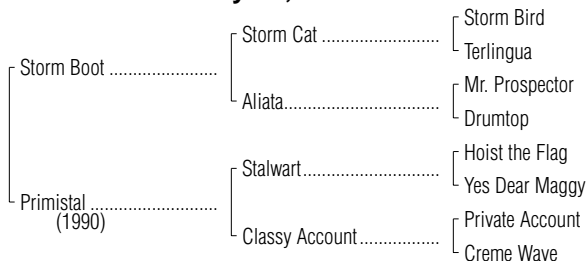 Storm Bird
Storm Cat ..............................
Terlingua
Storm Boot ......................
Mr. Prospector
Aliata........................................
Drumtop
Hoist the Flag
Stalwart...................................
Yes Dear Maggy
Primistal ..........................
(1990)
Private Account
Classy Account....................
Creme Wave